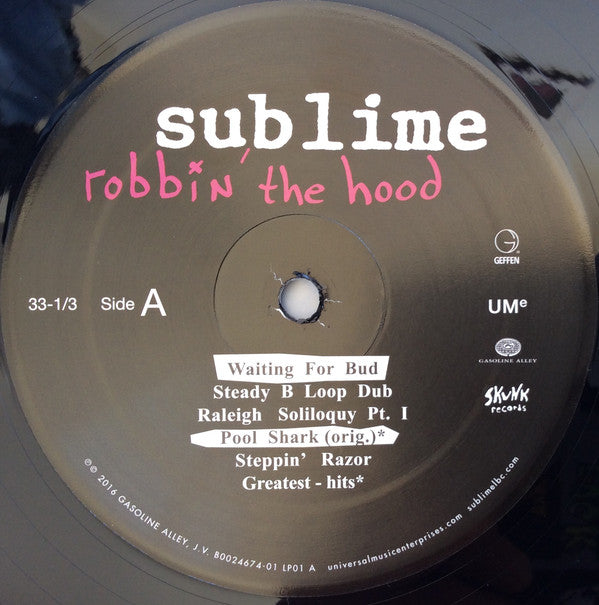 sublime
robbin' the hood
GEFFEN
33-1/3 Side A
UMe
GASOLINE ALLEY
SKUNK
records
Waiting For Bud
Steady B Loop Dub
Raleigh Soliloquy Pt. I
Pool Shark (orig.)*
Steppin' Razor
Greatest - hits*
℗ © 2016 GASOLINE ALLEY, J.V. B0024674-01 LP01 A universalmusicenterprises.com sublimelbc.com